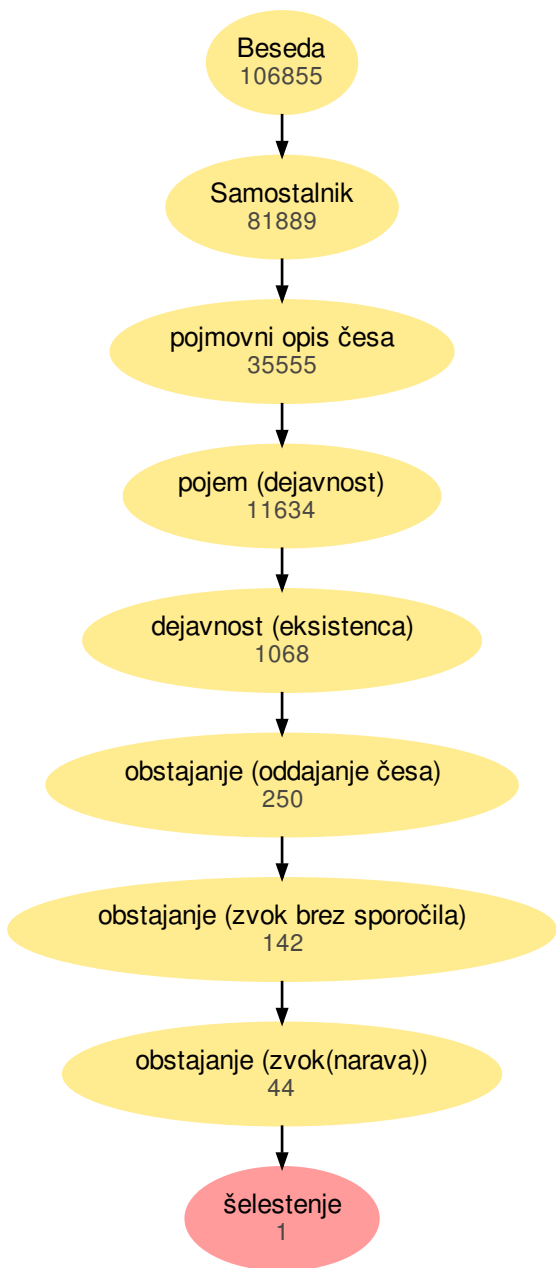 Beseda
106855
Samostalnik
81889
pojmovni opis česa
35555
pojem (dejavnost)
11634
dejavnost (eksistenca)
1068
obstajanje (oddajanje česa)
250
obstajanje (zvok brez sporočila)
142
obstajanje (zvok(narava))
44
šelestenje
1